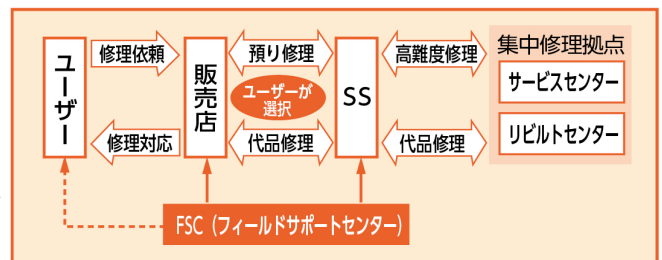 ユーザー
修理依頼
修理対応
販売店
預り修理
ユーザーが
選択
代品修理
SS
高難度修理
代品修理
集中修理拠点
サービスセンター
リビルトセンター
FSC（フィールドサポートセンター）